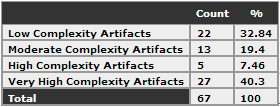 Count %
Low Complexity Artifacts 22 32.84
Moderate Complexity Artifacts 13 19.4
High Complexity Artifacts 5 7.46
Very High Complexity Artifacts 27 40.3
Total 67 100